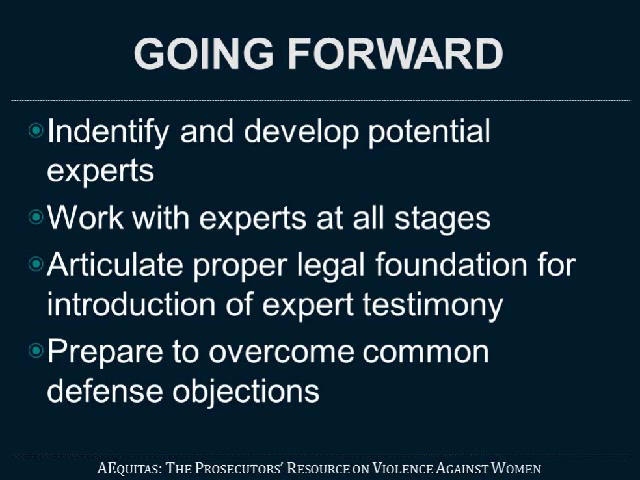 GOING FORWARD
Indentify and develop potential
experts
Work with experts at all stages
Articulate proper legal foundation for
introduction of expert testimony
Prepare to overcome common
defense objections
AEQUITAS: THE PROSECUTORS' RESOURCE ON VIOLENCE AGAINST WOMEN